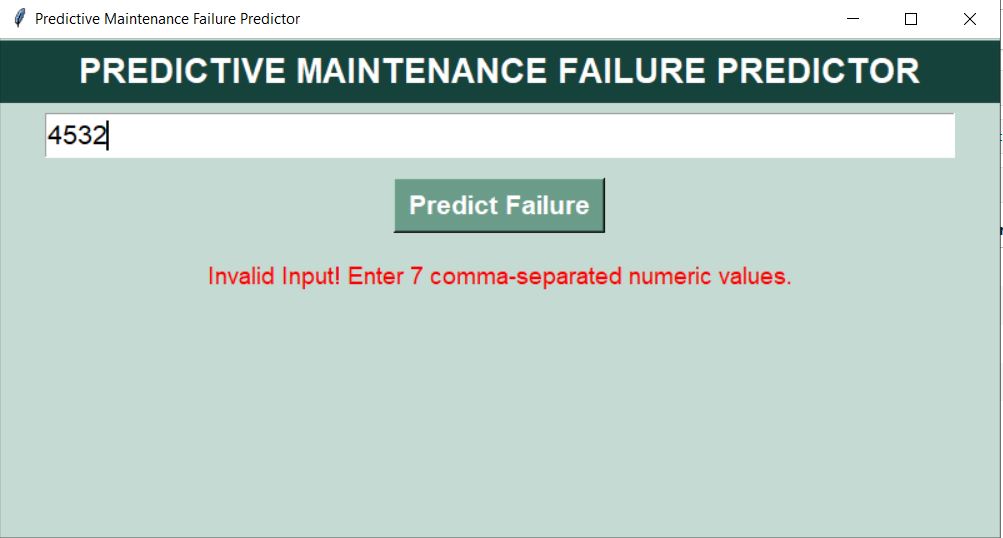 Predictive Maintenance Failure Predictor
PREDICTIVE MAINTENANCE FAILURE PREDICTOR
4532
Predict Failure
Invalid Input! Enter 7 comma-separated numeric values.